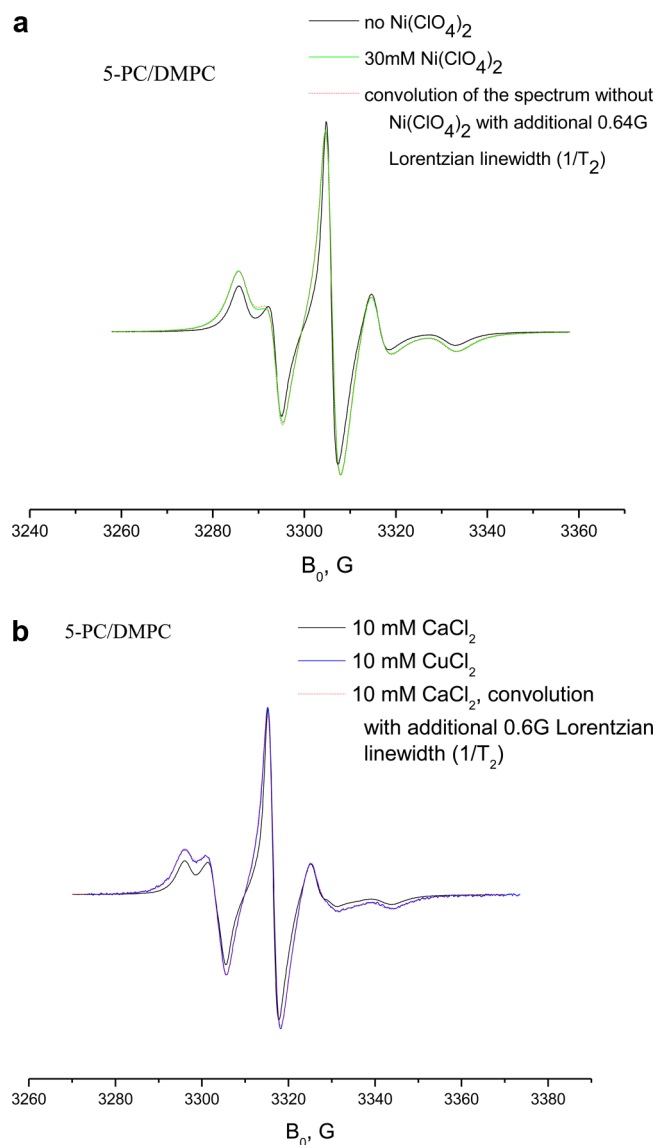 a
no Ni(ClO₄)₂
30mM Ni(ClO₄)₂
5-PC/DMPC
convolution of the spectrum without
Ni(ClO₄)₂ with additional 0.64G
Lorentzian linewidth (1/T₂)
3240 3260 3280 3300 3320 3340 3360
B₀, G
b
5-PC/DMPC
10 mM CaCl₂
10 mM CuCl₂
10 mM CaCl₂, convolution
with additional 0.6G Lorentzian
linewidth (1/T₂)
3260 3280 3300 3320 3340 3360 3380
B₀, G